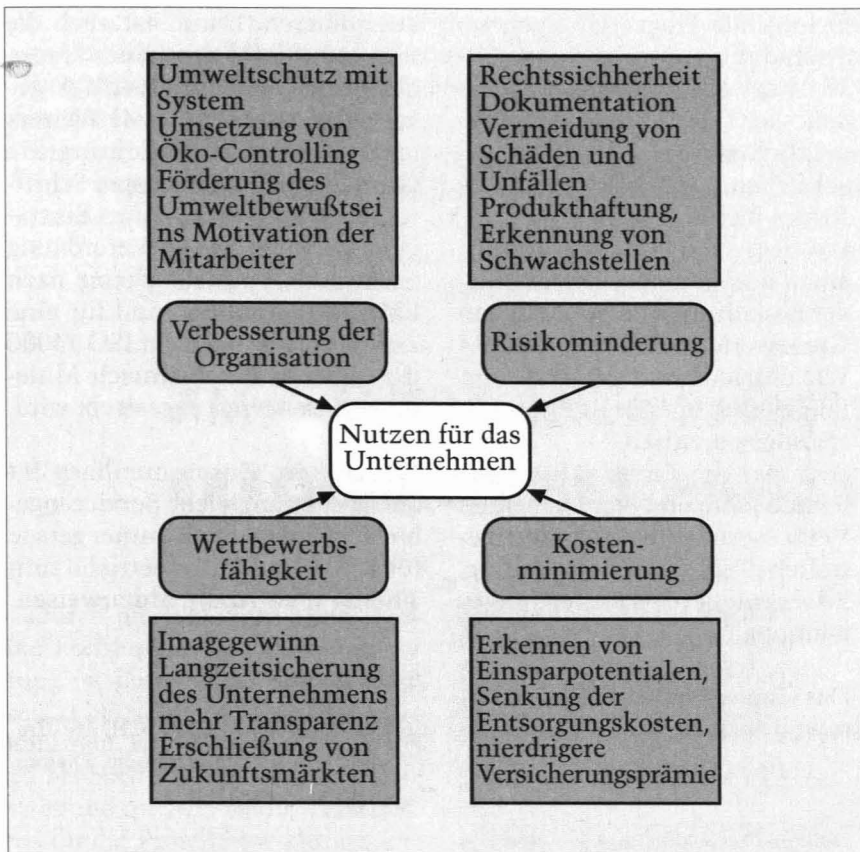 Umweltschutz mit
System
Umsetzung von
Öko-Controlling
Förderung des
Umweltbewußtsei
ns Motivation der
Mitarbeiter
Rechtssichherheit
Dokumentation
Vermeidung von
Schäden und
Unfällen
Produkthaftung,
Erkennung von
Schwachstellen
Verbesserung der
Organisation
Risikominderung
Nutzen für das
Unternehmen
Wettbewerbs-
fähigkeit
Kosten-
minimierung
Imagegewinn
Langzeitsicherung
des Unternehmens
mehr Transparenz
Erschließung von
Zukunftsmärkten
Erkennen von
Einsparpotentialen,
Senkung der
Entsorgungskosten,
nierdrigere
Versicherungsprämie